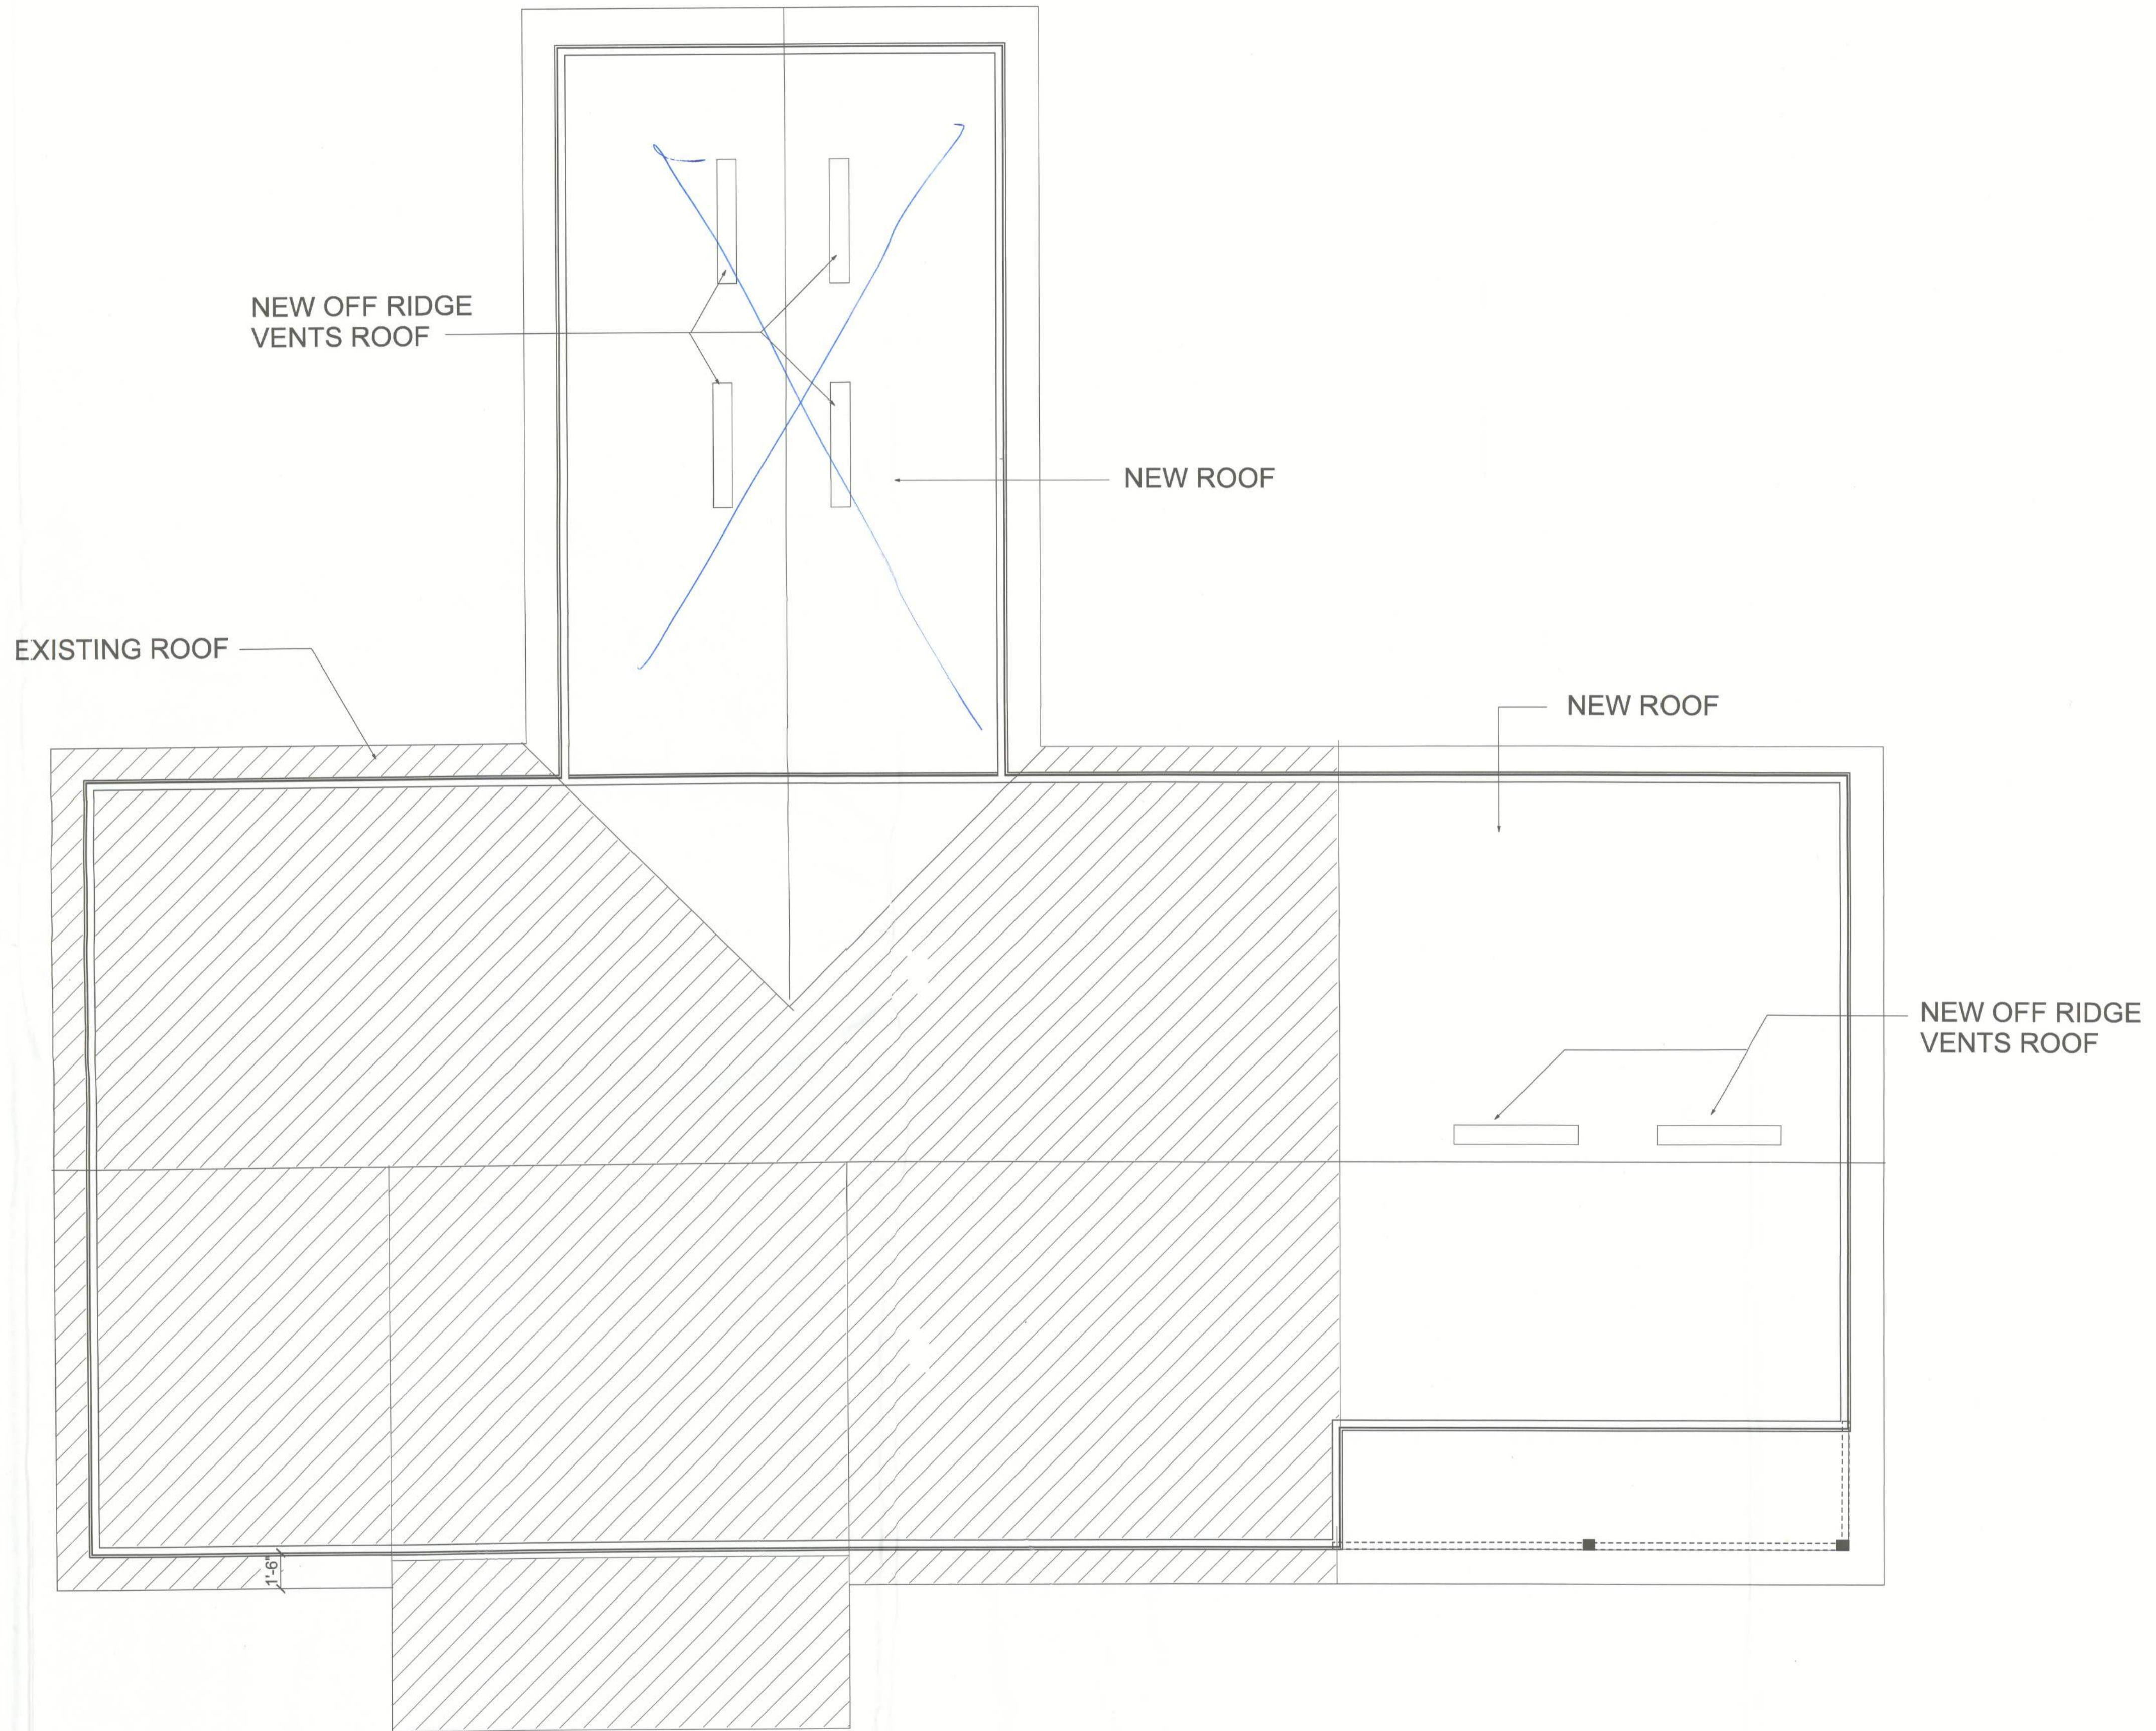 NEW OFF RIDGE
VENTS ROOF
NEW ROOF
EXISTING ROOF
NEW ROOF
NEW OFF RIDGE
VENTS ROOF
1'-6"